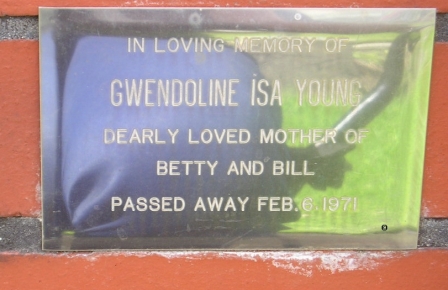 IN LOVING MEMORY OF
GWENDOLINE ISA YOUNG
DEARLY LOVED MOTHER OF
BETTY AND BILL
PASSED AWAY FEB. 6. 1971